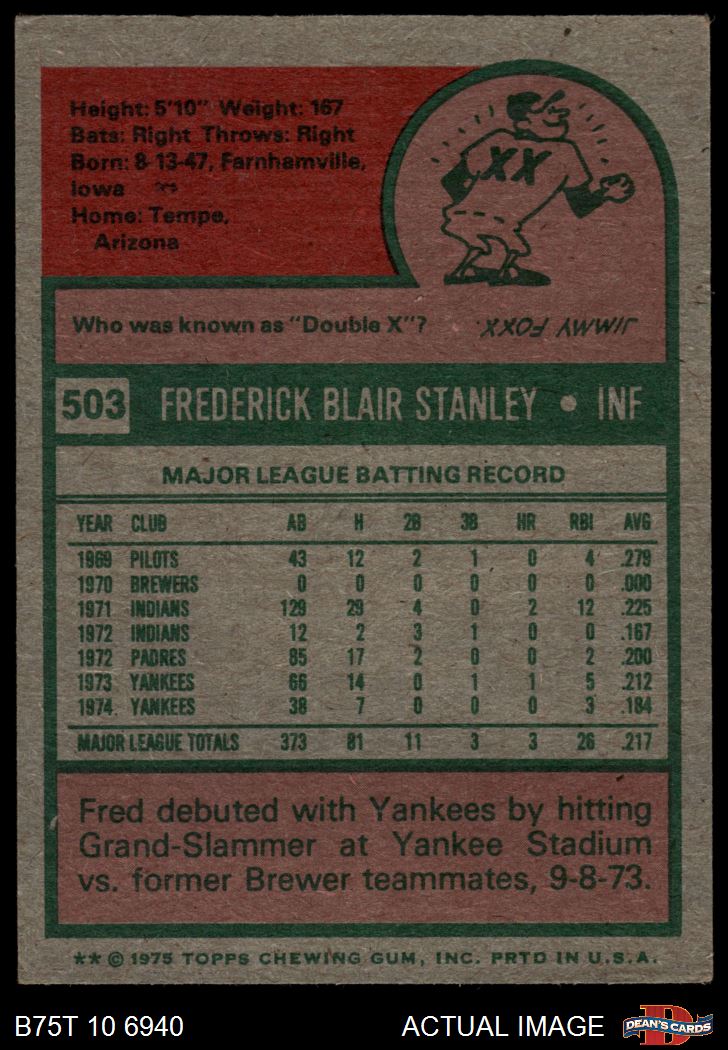 Height: 5'10" Weight: 167
Bats: Right Throws: Right
Born: 8-13-47, Farnhamville,
Iowa
Home: Tempe,
Arizona
XX
Who was known as "Double X"?
JIMMY FOXX.
503 FREDERICK BLAIR STANLEY • INF
MAJOR LEAGUE BATTING RECORD
YEAR CLUB AB H 2B 3B HR RBI AVG
1969 PILOTS 43 12 2 1 0 4 .279
1970 BREWERS 0 0 0 0 0 0 .000
1971 INDIANS 129 29 4 0 2 12 .225
1972 INDIANS 12 2 3 1 0 0 .167
1972 PADRES 85 17 2 0 0 2 .200
1973 YANKEES 66 14 0 1 1 5 .212
1974 YANKEES 38 7 0 0 0 3 .184
MAJOR LEAGUE TOTALS 373 81 11 3 3 26 .217
Fred debuted with Yankees by hitting
Grand-Slammer at Yankee Stadium
vs. former Brewer teammates, 9-8-73.
** © 1975 TOPPS CHEWING GUM, INC. PRTD IN U.S.A.
B75T 10 6940 ACTUAL IMAGE
D
DEAN'S CARDS